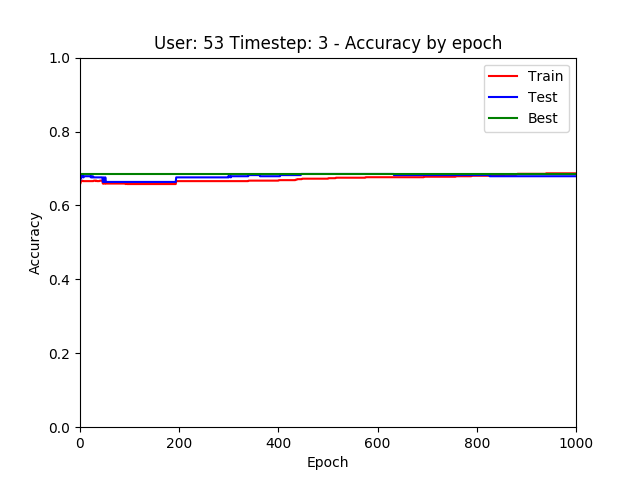 User: 53 Timestep: 3 - Accuracy by epoch
1.0
0.8
0.6
0.4
0.2
0.0
Accuracy
Train
Test
Best
0 200 400 600 800 1000
Epoch